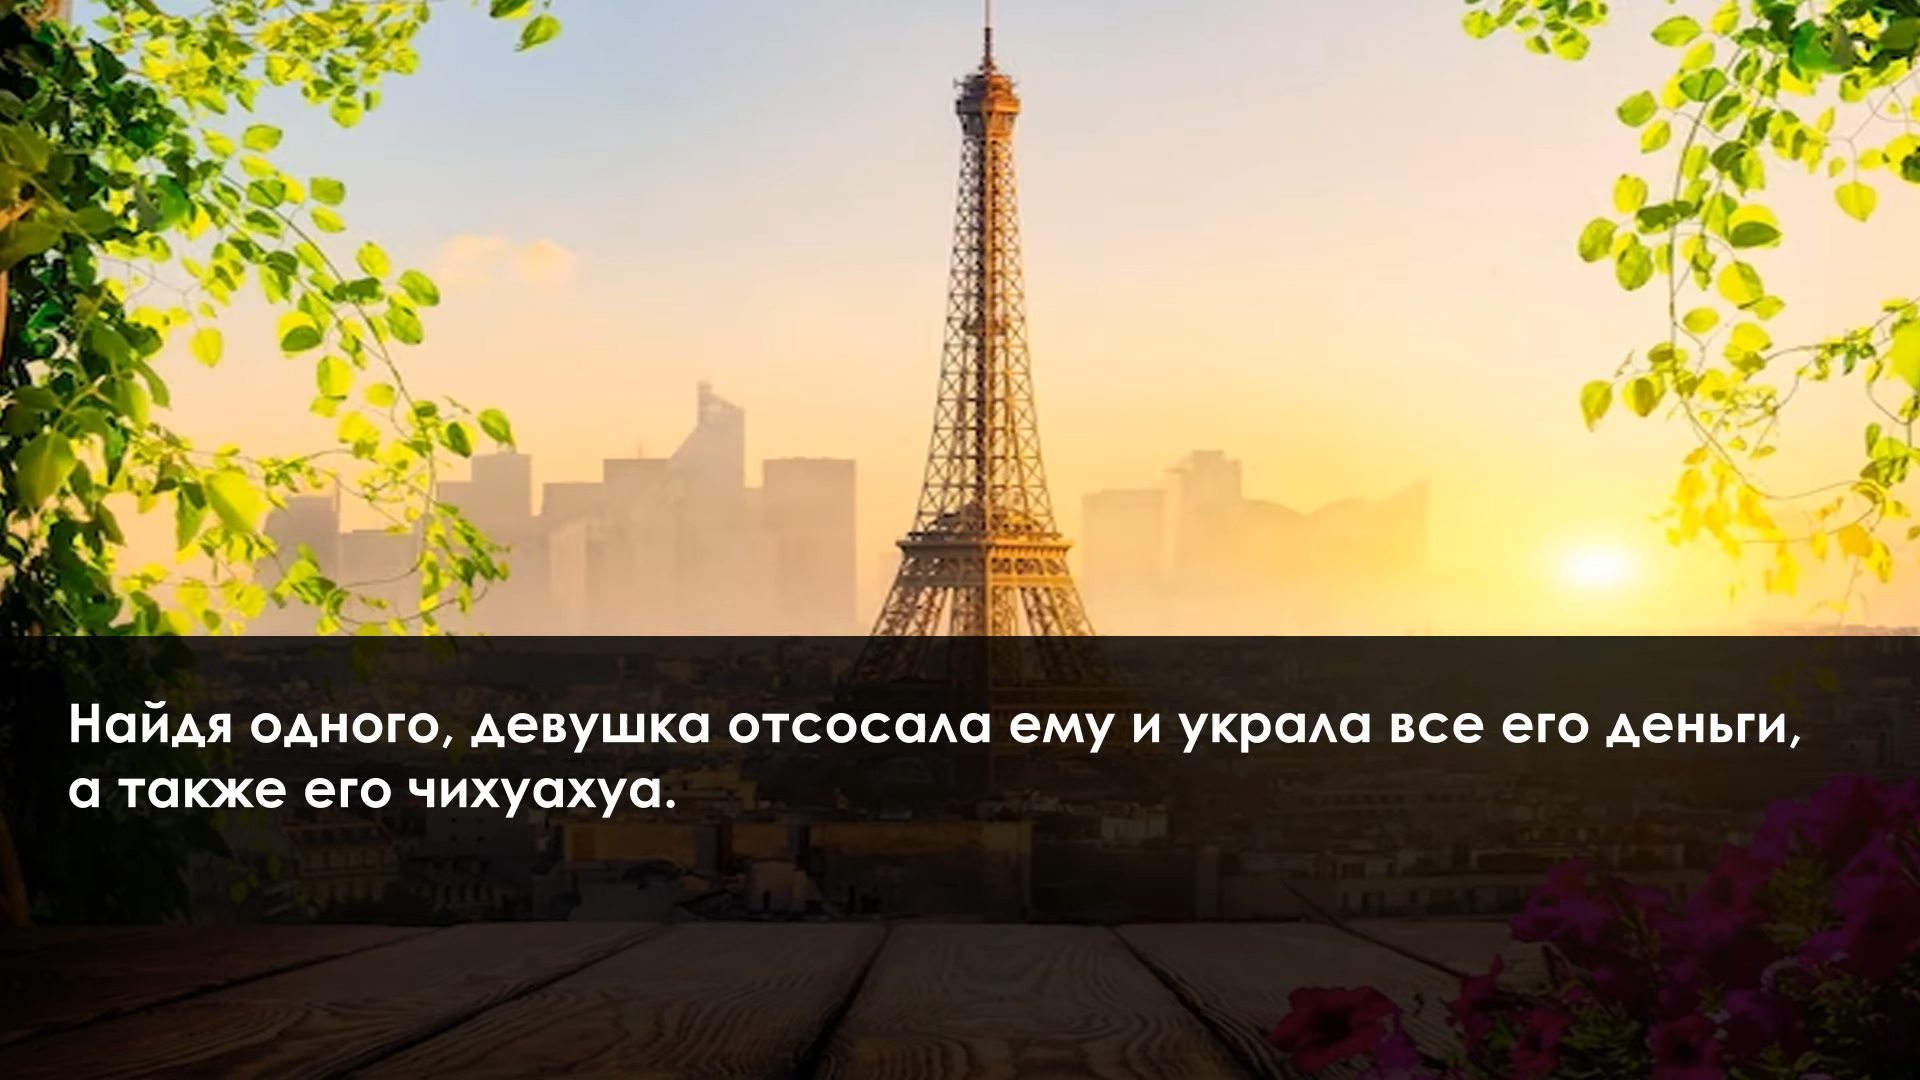 Найдя одного, девушка отсосала ему и украла все его деньги,
а также его чихуахуа.